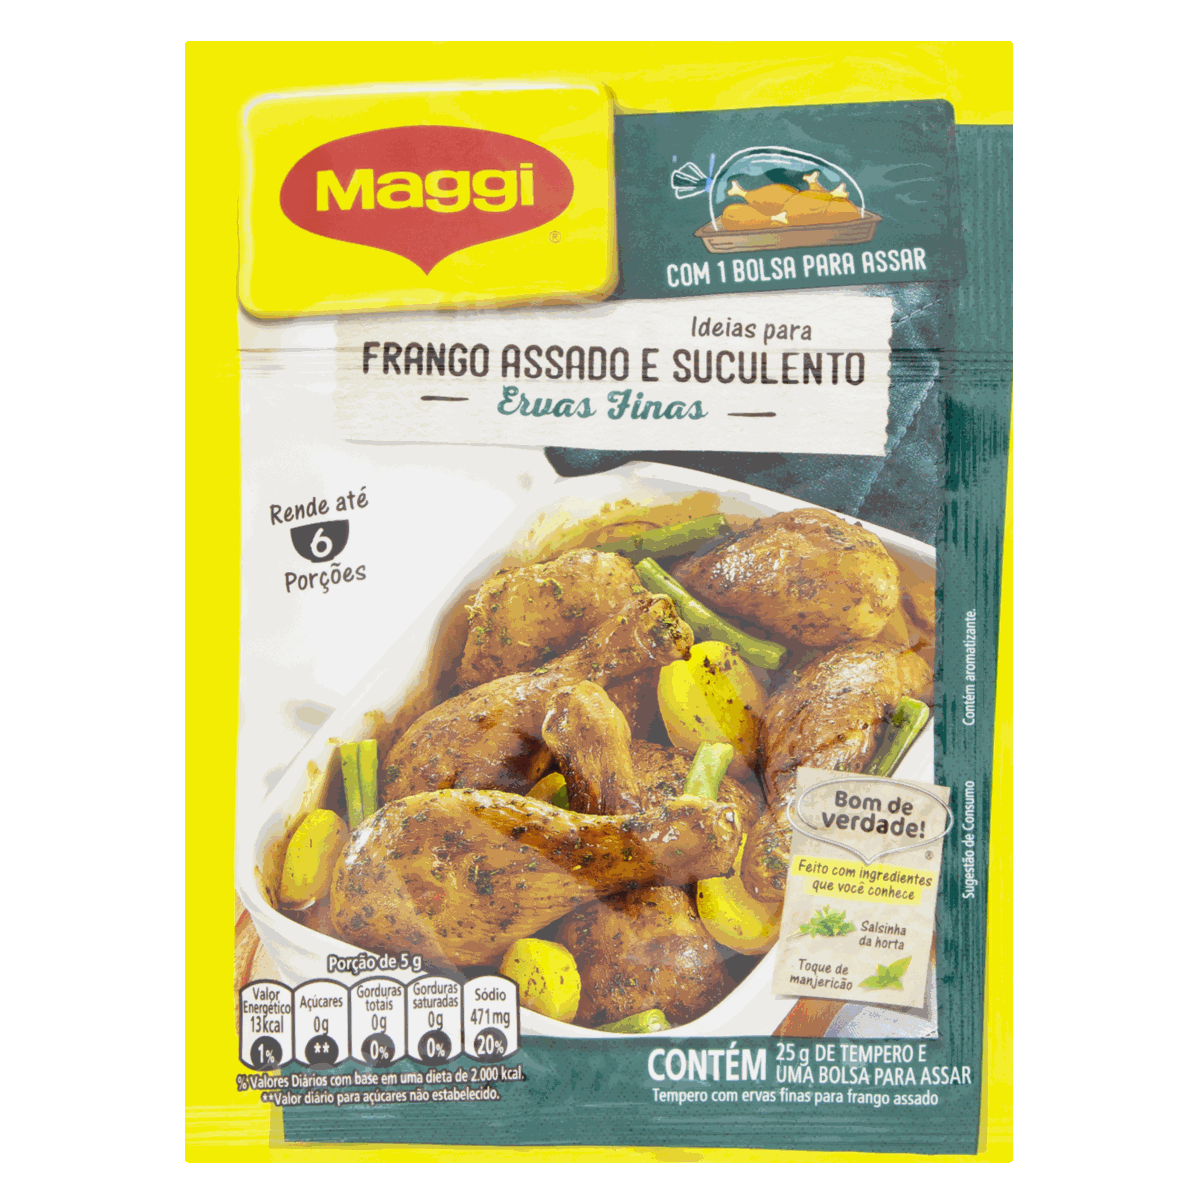 Maggi
®
COM 1 BOLSA PARA ASSAR
Ideias para
FRANGO ASSADO E SUCULENTO
Ervas Finas
Rende até
6
Porções
Contém aromatizante.
Sugestão de Consumo
Bom de
verdade!
®
Feito com ingredientes
que você conhece
Salsinha
da horta
Toque de
manjericão
Porção de 5 g
Valor
Energético
13kcal
1%
Açúcares
0g
**
Gorduras
totais
0g
0%
Gorduras
saturadas
0g
0%
Sódio
471mg
20%
% Valores Diários com base em uma dieta de 2.000 kcal.
**Valor diário para açúcares não estabelecido.
CONTÉM 25 g DE TEMPERO E
UMA BOLSA PARA ASSAR
Tempero com ervas finas para frango assado